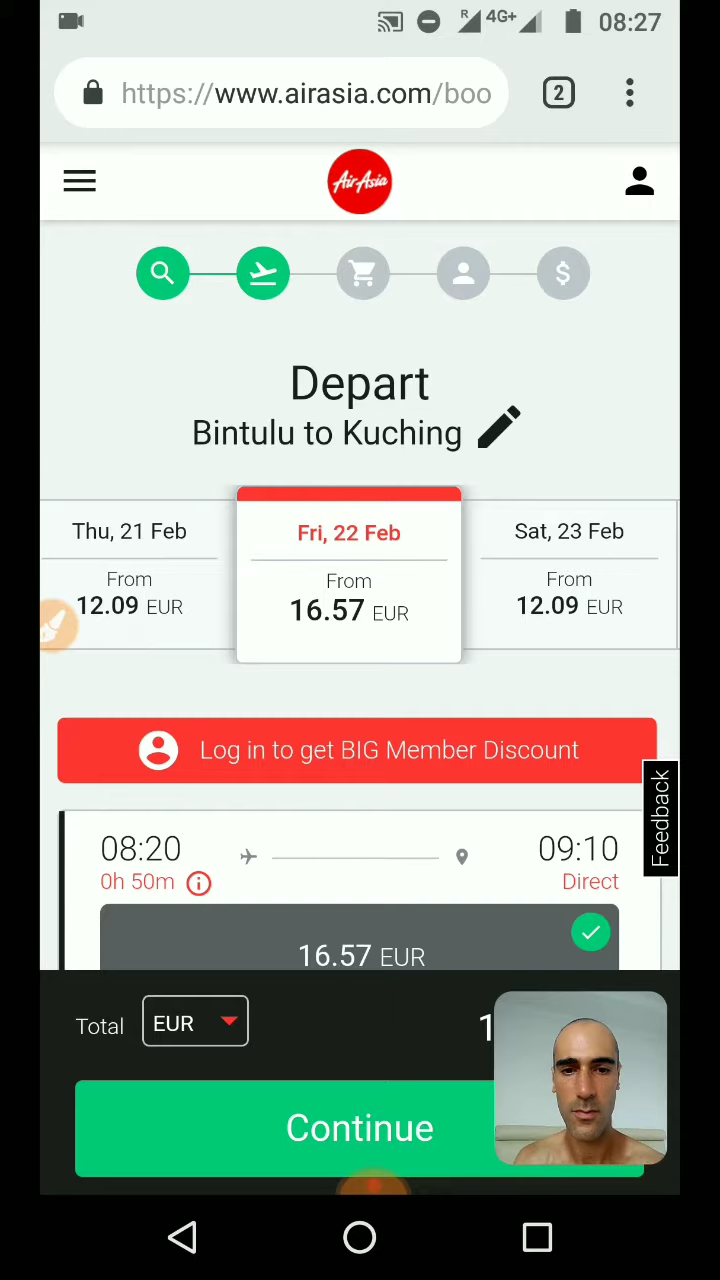 R 4G+ 08:27
https://www.airasia.com/boo 2
AirAsia
$
Depart
Bintulu to Kuching
Thu, 21 Feb Fri, 22 Feb Sat, 23 Feb
From From From
12.09 EUR 16.57 EUR 12.09 EUR
Log in to get BIG Member Discount
Feedback
08:20 09:10
0h 50m Direct
16.57 EUR
Total EUR 1
Continue